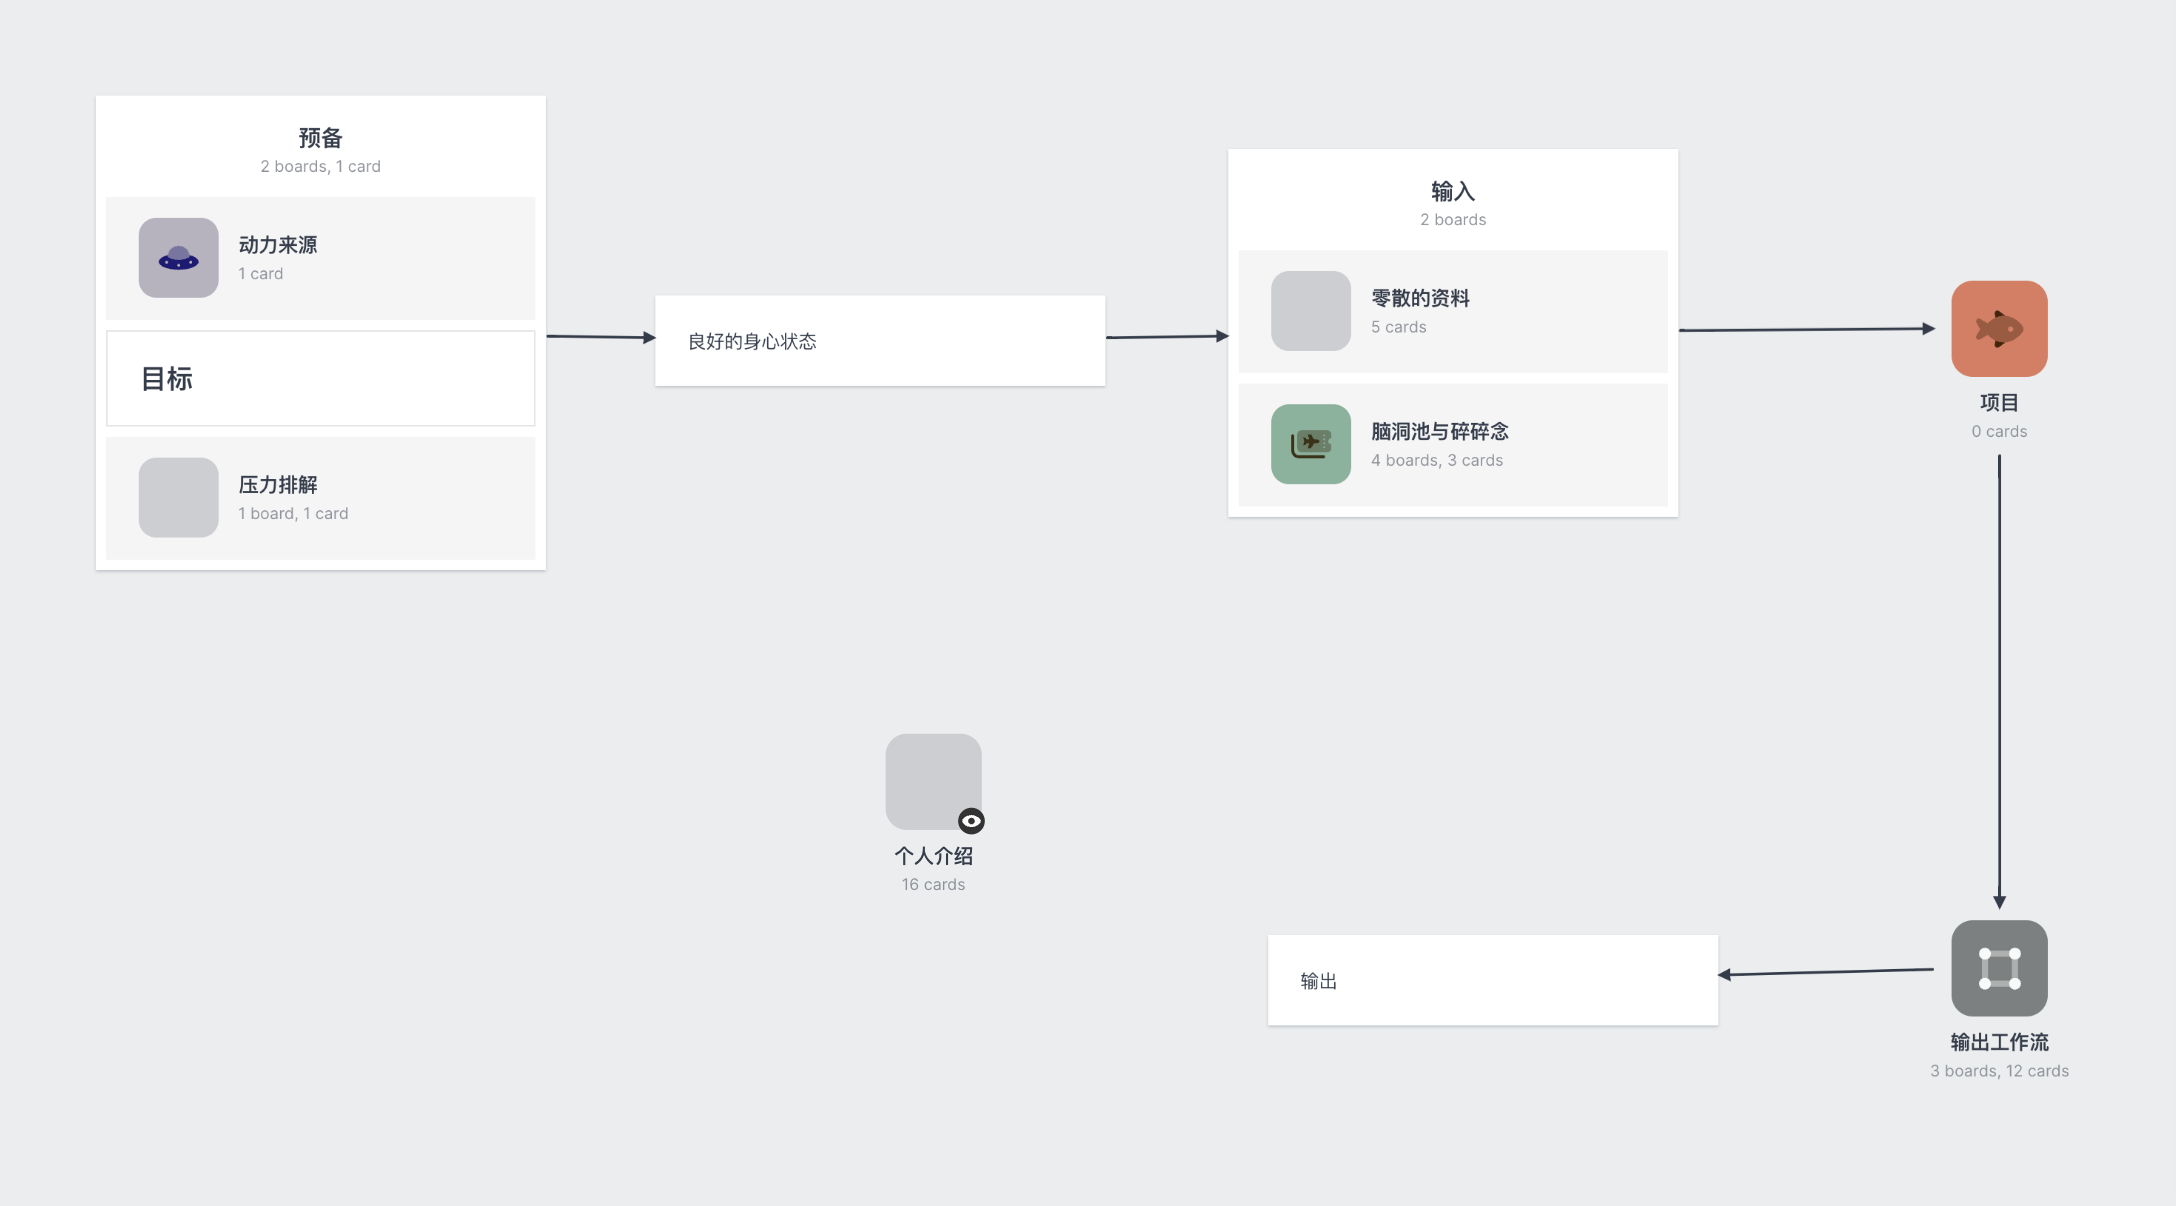 预备
2 boards, 1 card
动力来源
1 card
目标
压力排解
1 board, 1 card
良好的身心状态
输入
2 boards
零散的资料
5 cards
脑洞池与碎碎念
4 boards, 3 cards
项目
0 cards
个人介绍
16 cards
输出
输出工作流
3 boards, 12 cards